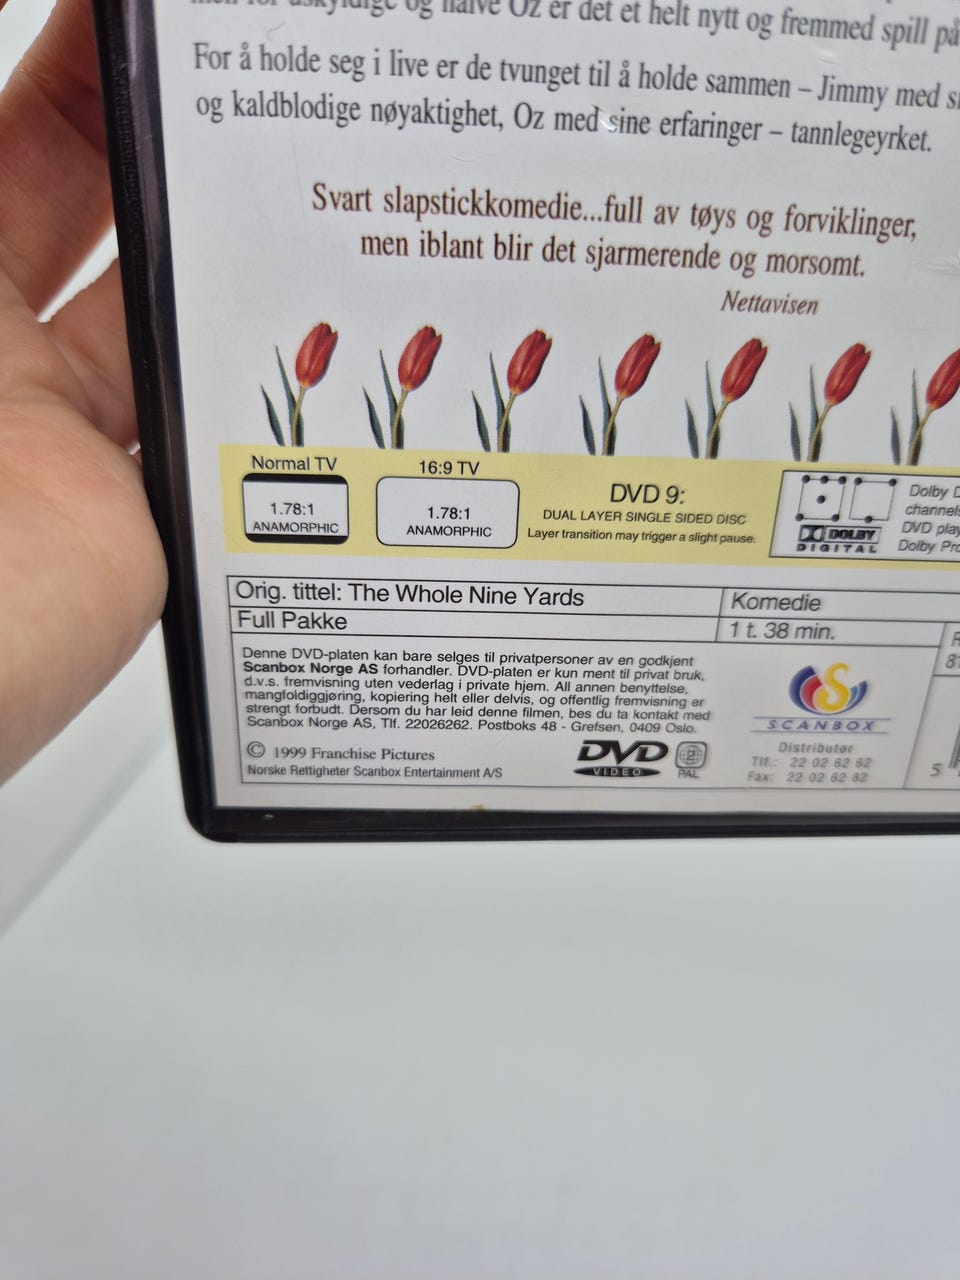 men for uskyldige og naive Oz er det et helt nytt og fremmed spill på
For å holde seg i live er de tvunget til å holde sammen – Jimmy med
og kaldblodige nøyaktighet, Oz med sine erfaringer – tannlegeyrket.
Svart slapstickkomedie...full av tøys og forviklinger,
men iblant blir det sjarmerende og morsomt.
Nettavisen
Normal TV
1.78:1
ANAMORPHIC
16:9 TV
1.78:1
ANAMORPHIC
DVD 9:
DUAL LAYER SINGLE SIDED DISC
Layer transition may trigger a slight pause.
DOLBY
DIGITAL
Dolby
channels
DVD play
Dolby Pro
Orig. tittel: The Whole Nine Yards
Komedie
Full Pakke
1 t. 38 min.
Denne DVD-platen kan bare selges til privatpersoner av en godkjent
Scanbox Norge AS forhandler. DVD-platen er kun ment til privat bruk,
d.v.s. fremvisning uten vederlag i private hjem. All annen benyttelse,
mangfoldiggjøring, kopiering helt eller delvis, og offentlig fremvisning er
strengt forbudt. Dersom du har leid denne filmen, bes du ta kontakt med
Scanbox Norge AS, Tlf. 22026262. Postboks 48 - Grefsen, 0409 Oslo.
© 1999 Franchise Pictures
Norske Rettigheter Scanbox Entertainment A/S
DVD
VIDEO
2
PAL
S
SCANBOX
Distributør
Tlf.: 22 02 62 62
Fax: 22 02 62 82
5